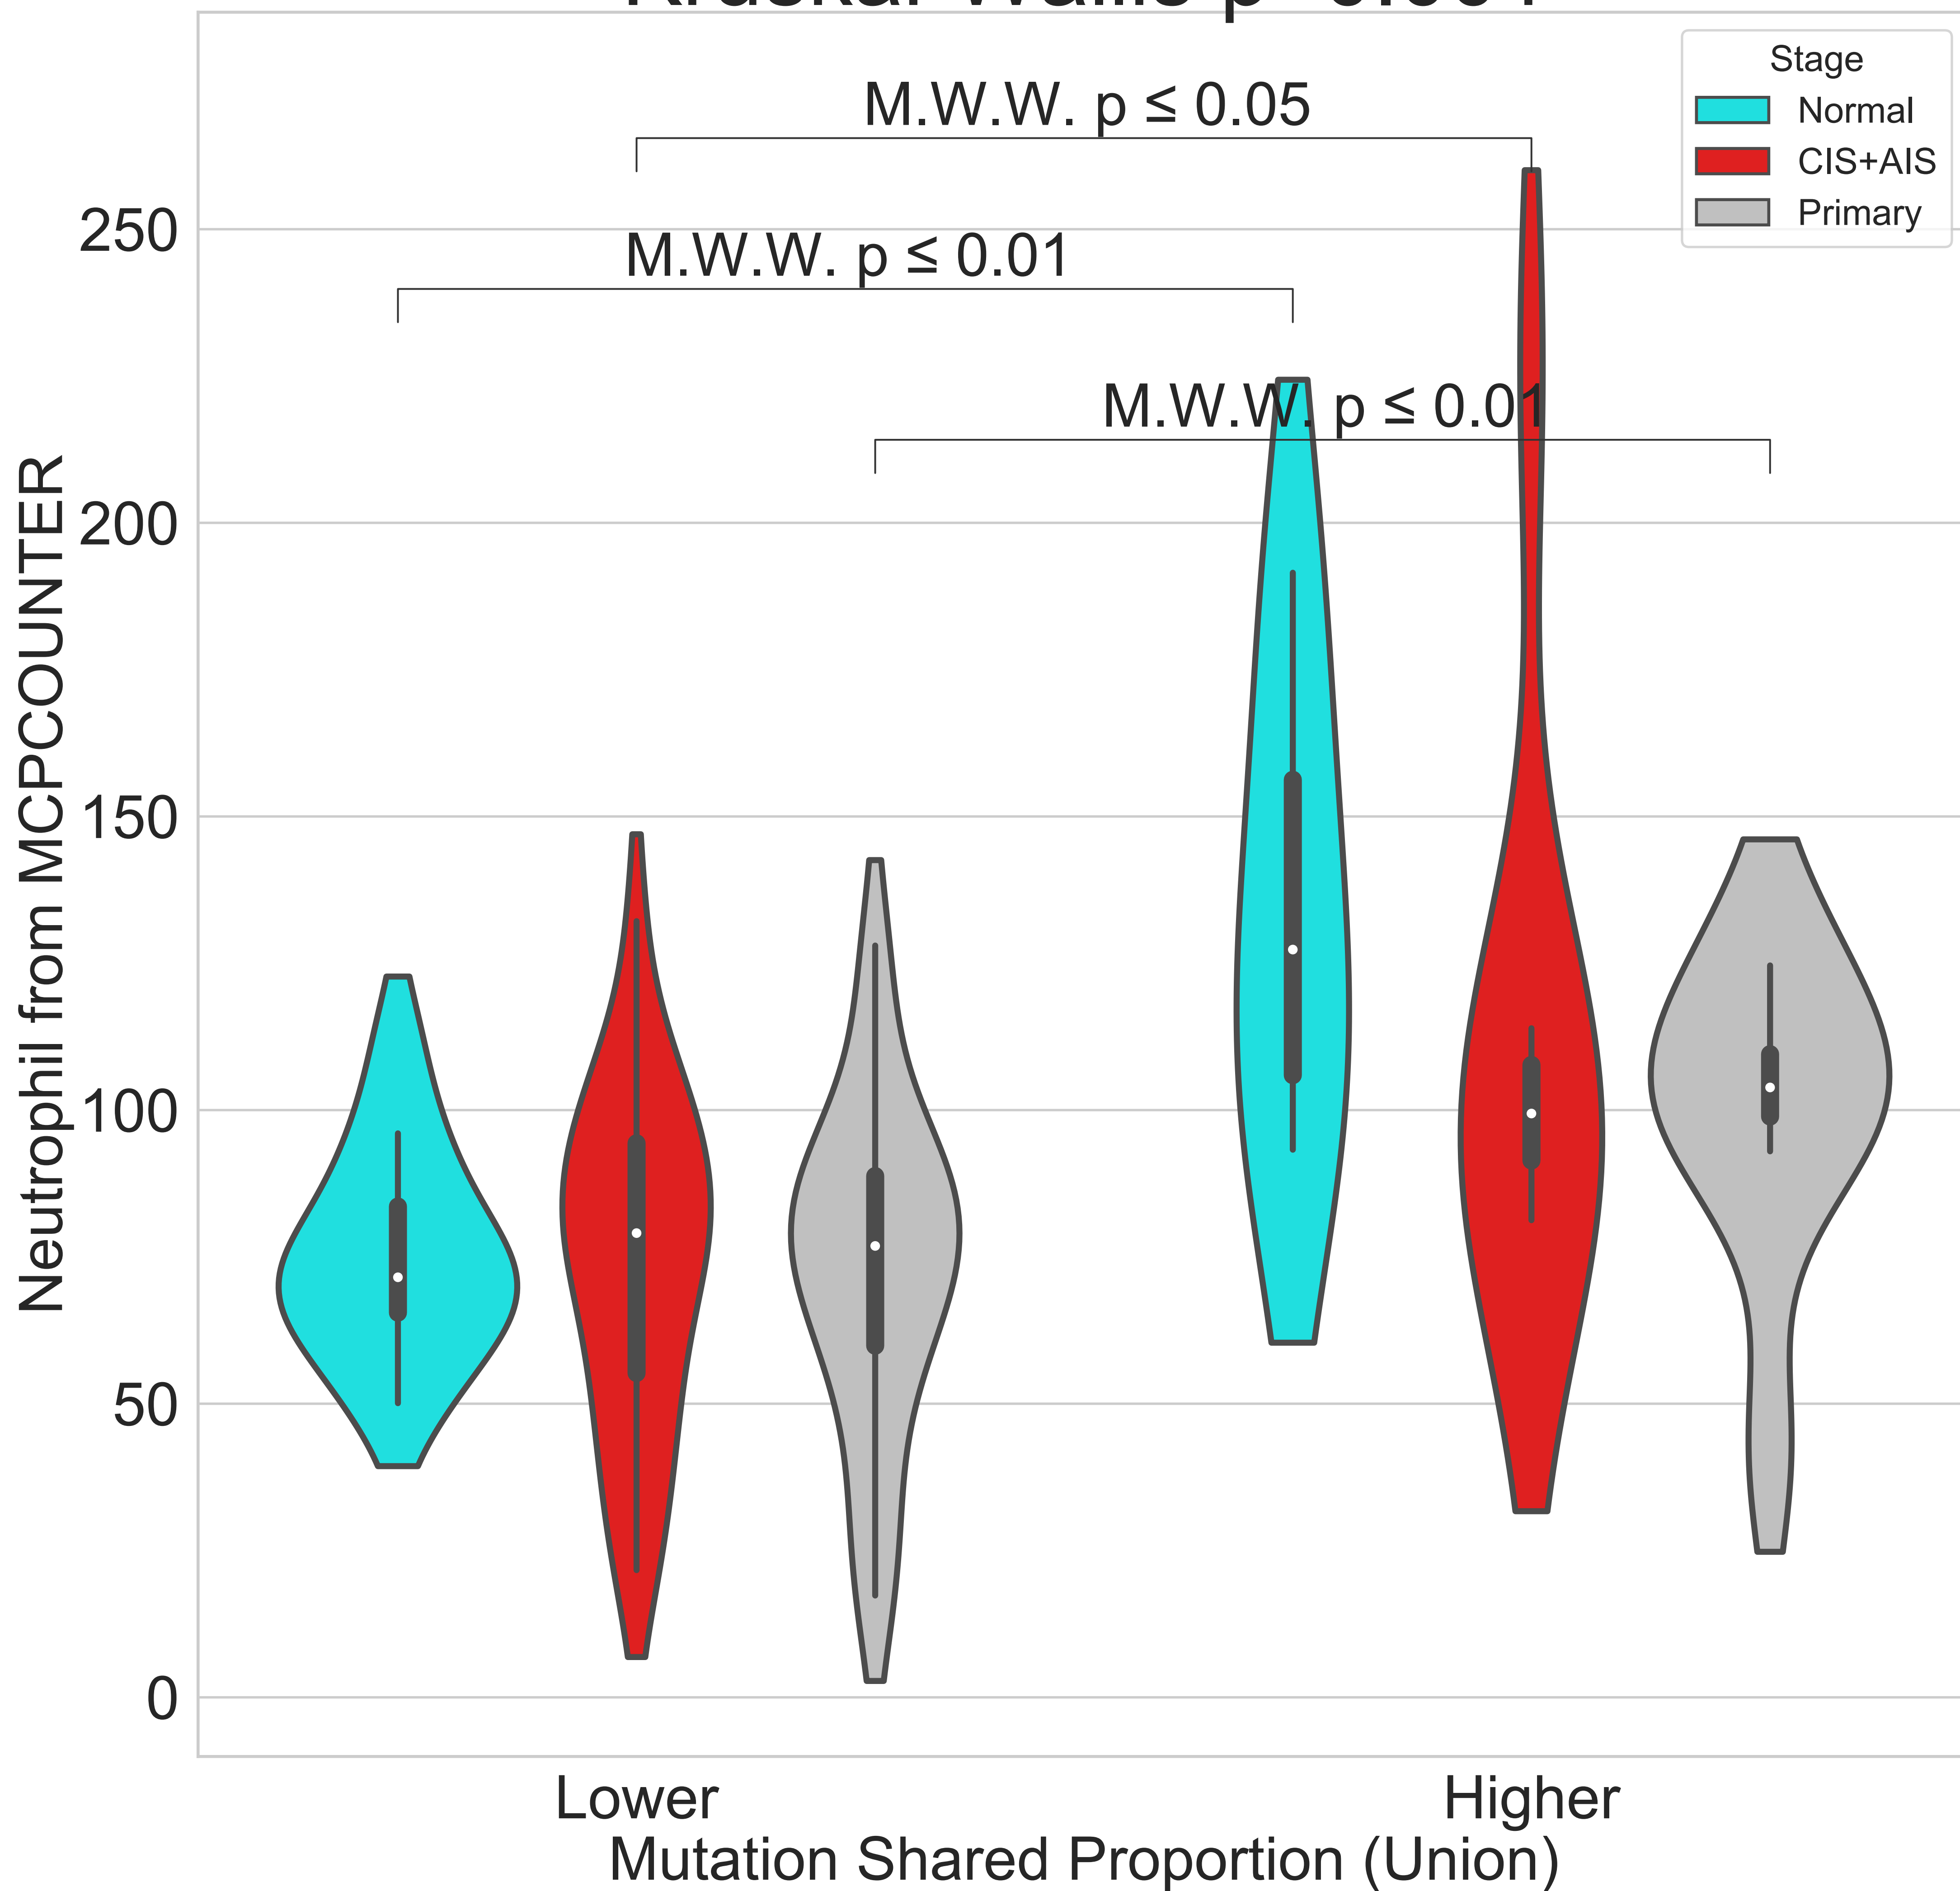 Stage
Normal
CIS+AIS
Primary
M.W.W. p ≤ 0.05
M.W.W. p ≤ 0.01
M.W.W. p ≤ 0.01
Neutrophil from MCPCOUNTER
250
200
150
100
50
0
Lower
Higher
Mutation Shared Proportion (Union)